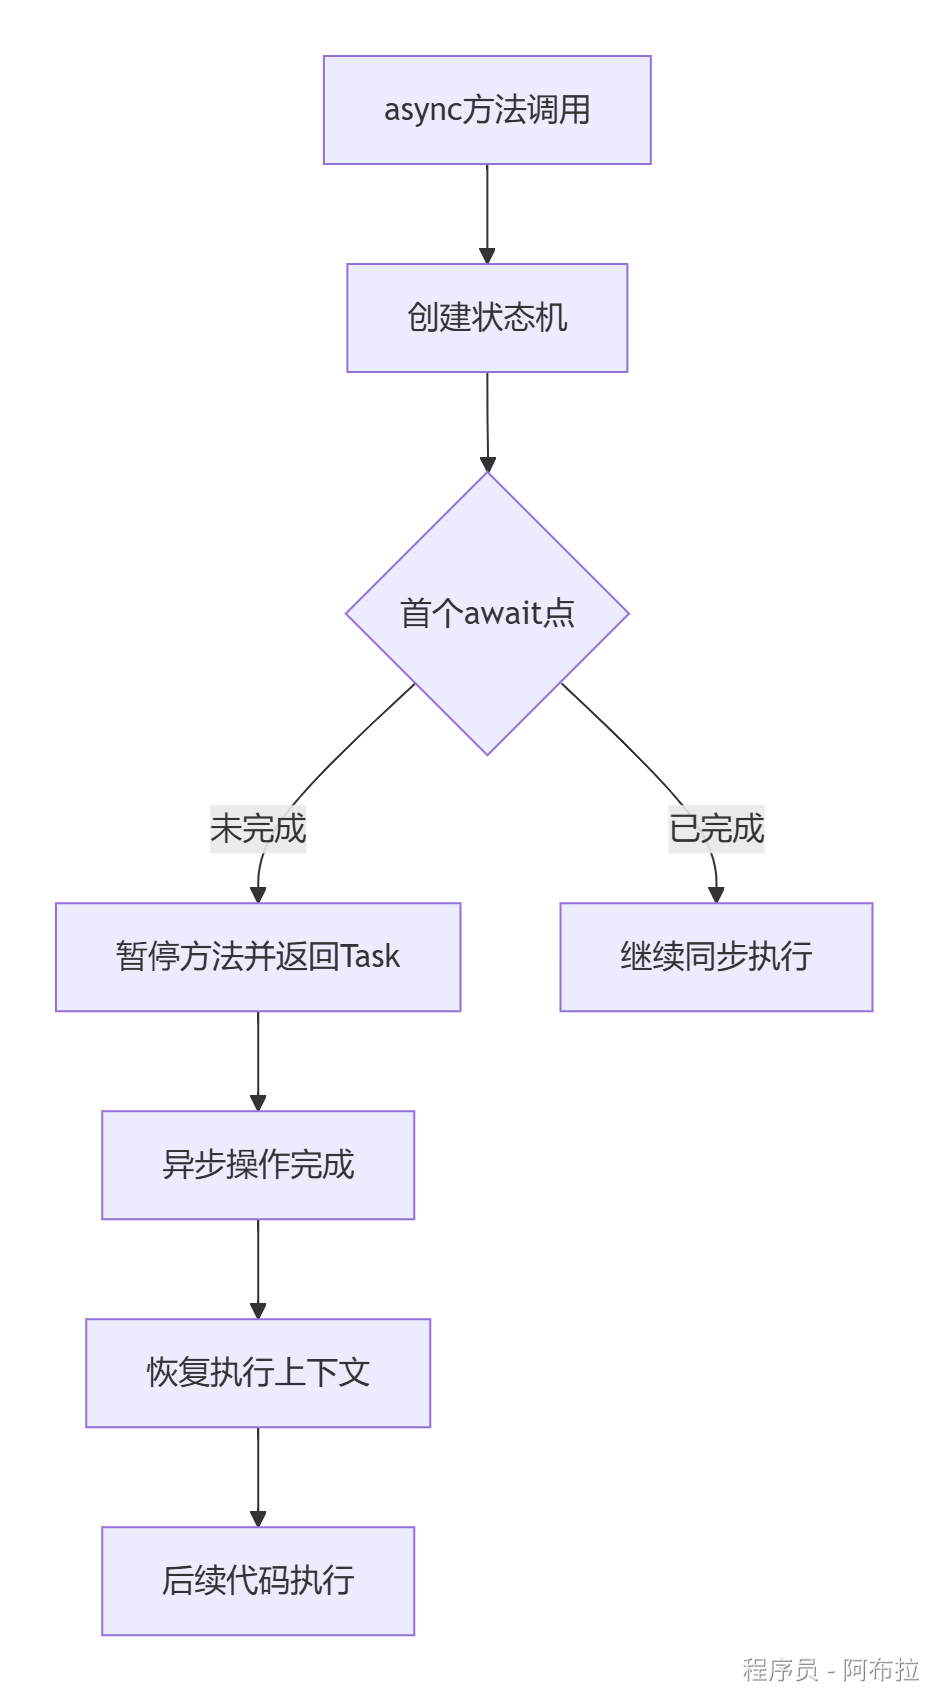 async方法调用
创建状态机
首个await点
未完成
已完成
暂停方法并返回Task
继续同步执行
异步操作完成
恢复执行上下文
后续代码执行
程序员 - 阿布拉